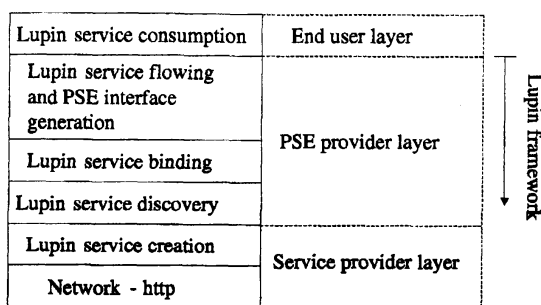 Lupin service consumption
End user layer
Lupin service flowing
and PSE interface
generation
PSE provider layer
Lupin service binding
Lupin service discovery
Lupin service creation
Service provider layer
Network - http
Lupin framework